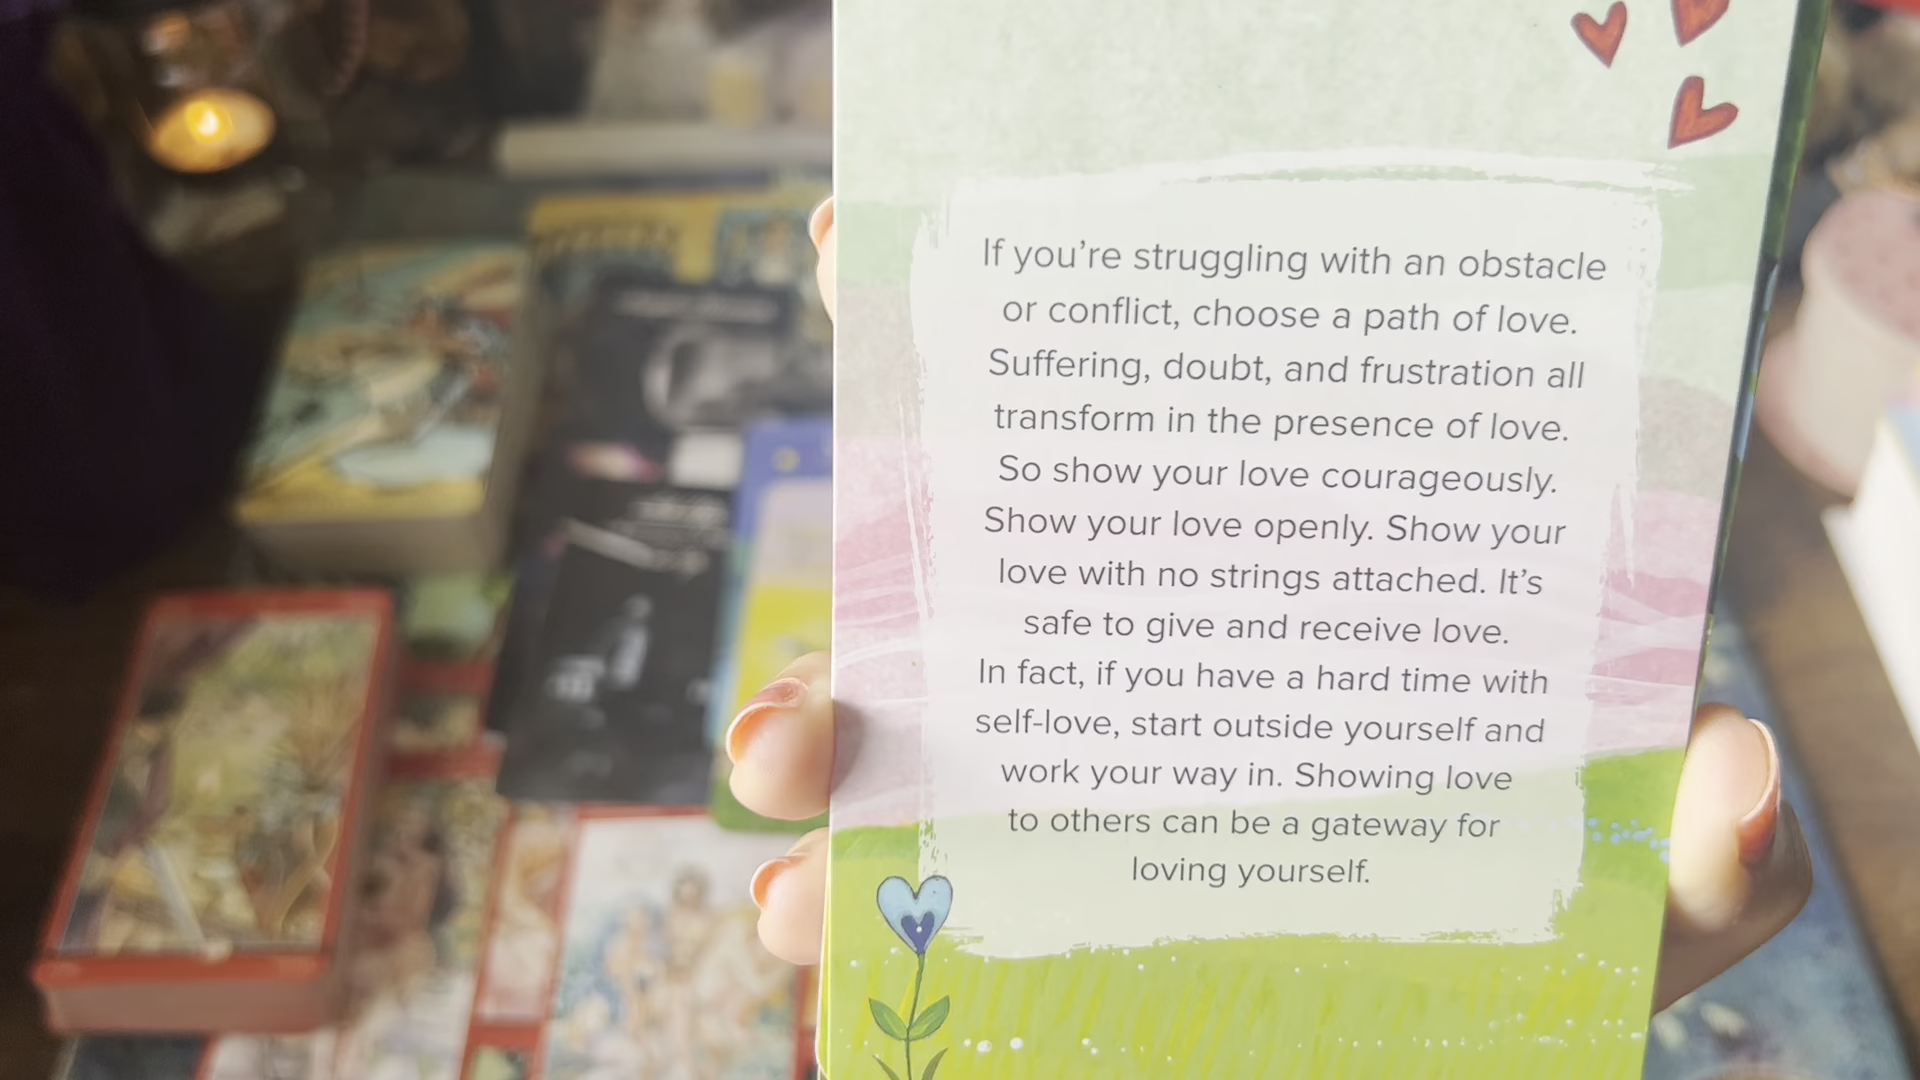 If you’re struggling with an obstacle
or conflict, choose a path of love.
Suffering, doubt, and frustration all
transform in the presence of love.
So show your love courageously.
Show your love openly. Show your
love with no strings attached. It’s
safe to give and receive love.
In fact, if you have a hard time with
self-love, start outside yourself and
work your way in. Showing love
to others can be a gateway for
loving yourself.